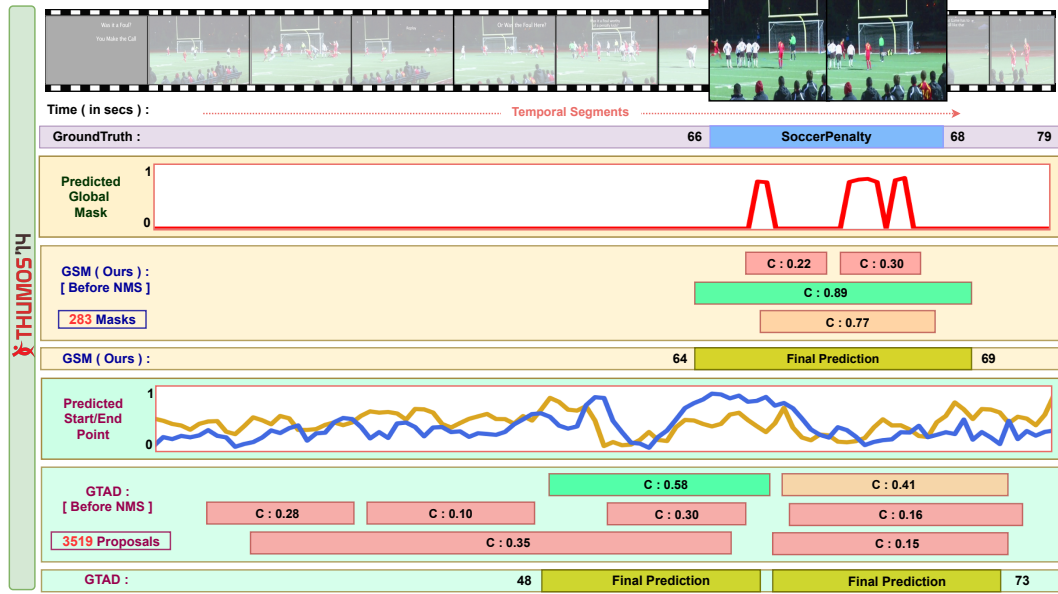 Was it a Foul?
You Make the Call
Or Was the Foul Here?
Time ( in secs ) :
Temporal Segments
GroundTruth :
66
SoccerPenalty
68
79
Predicted
Global
Mask
1
0
GSM ( Ours ) :
[ Before NMS ]
283 Masks
C : 0.22
C : 0.30
C : 0.89
C : 0.77
GSM ( Ours ) :
64
Final Prediction
69
Predicted
Start/End
Point
1
0
GTAD :
[ Before NMS ]
3519 Proposals
C : 0.58
C : 0.41
C : 0.28
C : 0.10
C : 0.30
C : 0.16
C : 0.35
C : 0.15
GTAD :
48
Final Prediction
Final Prediction
73
THUMOS'14